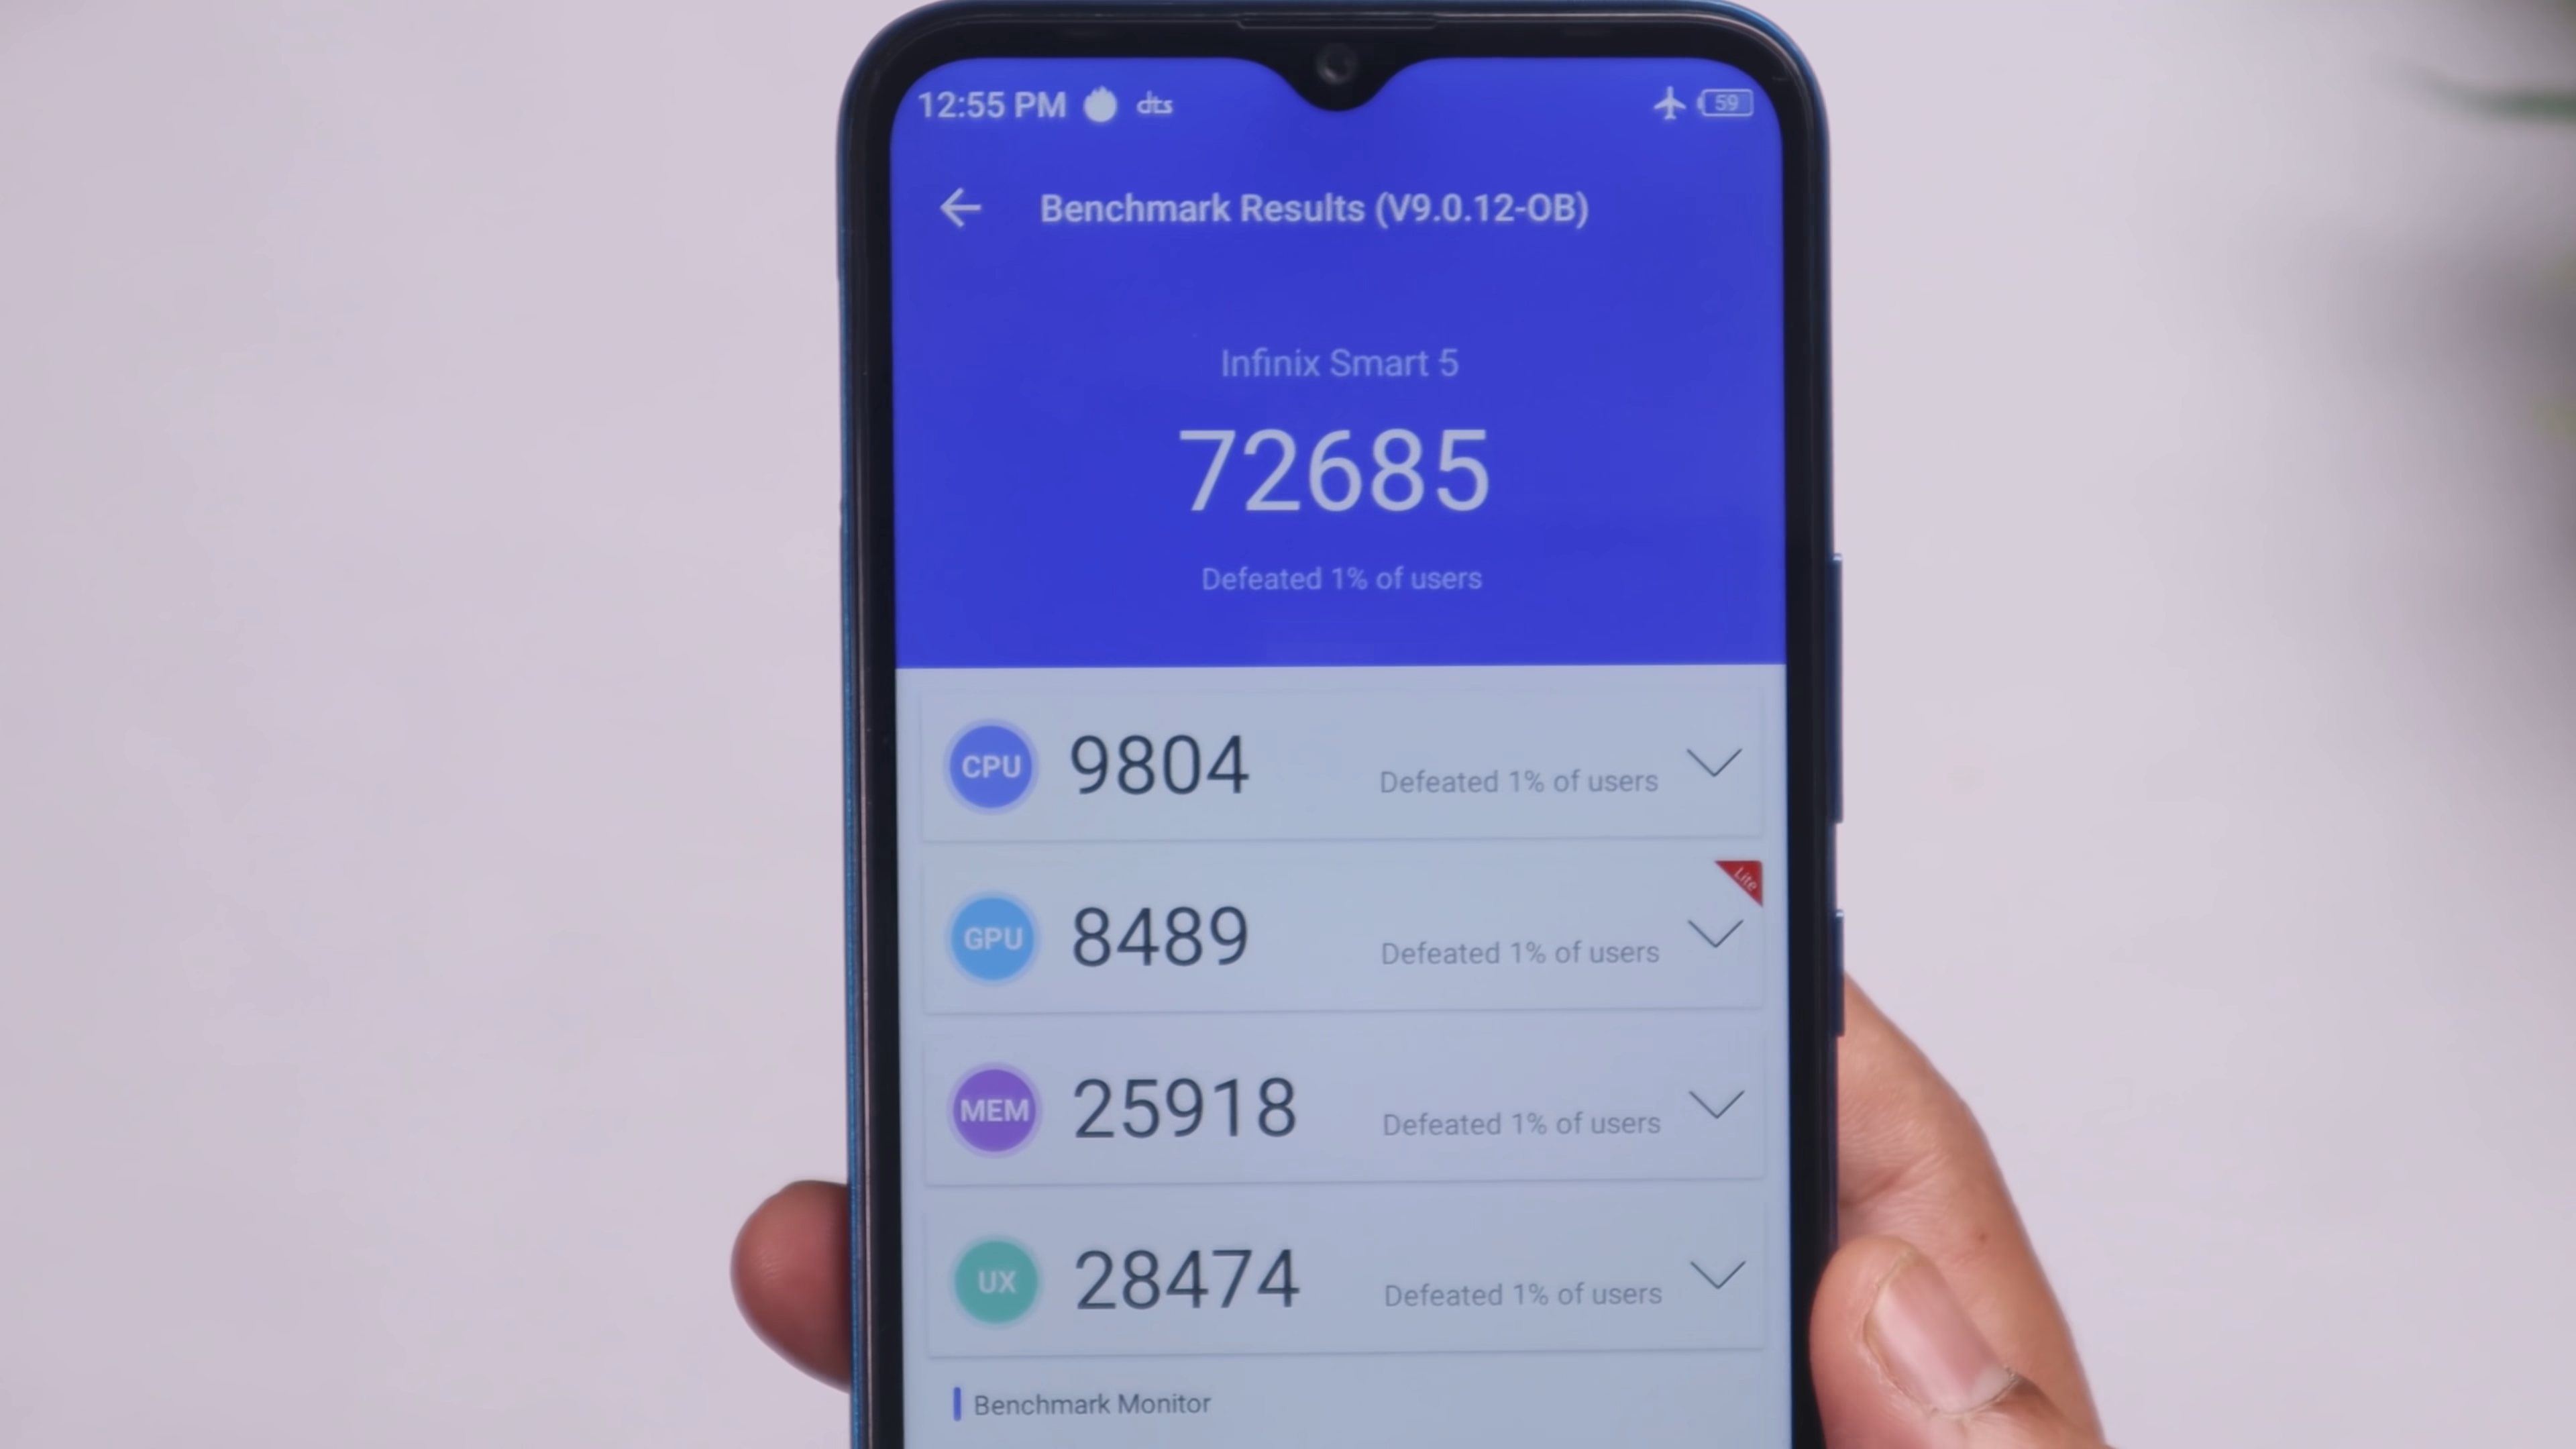 12:55 PM dts 59
Benchmark Results (V9.0.12-OB)
Infinix Smart 5
72685
Defeated 1% of users
CPU 9804 Defeated 1% of users
Lite
GPU 8489 Defeated 1% of users
MEM 25918 Defeated 1% of users
UX 28474 Defeated 1% of users
Benchmark Monitor